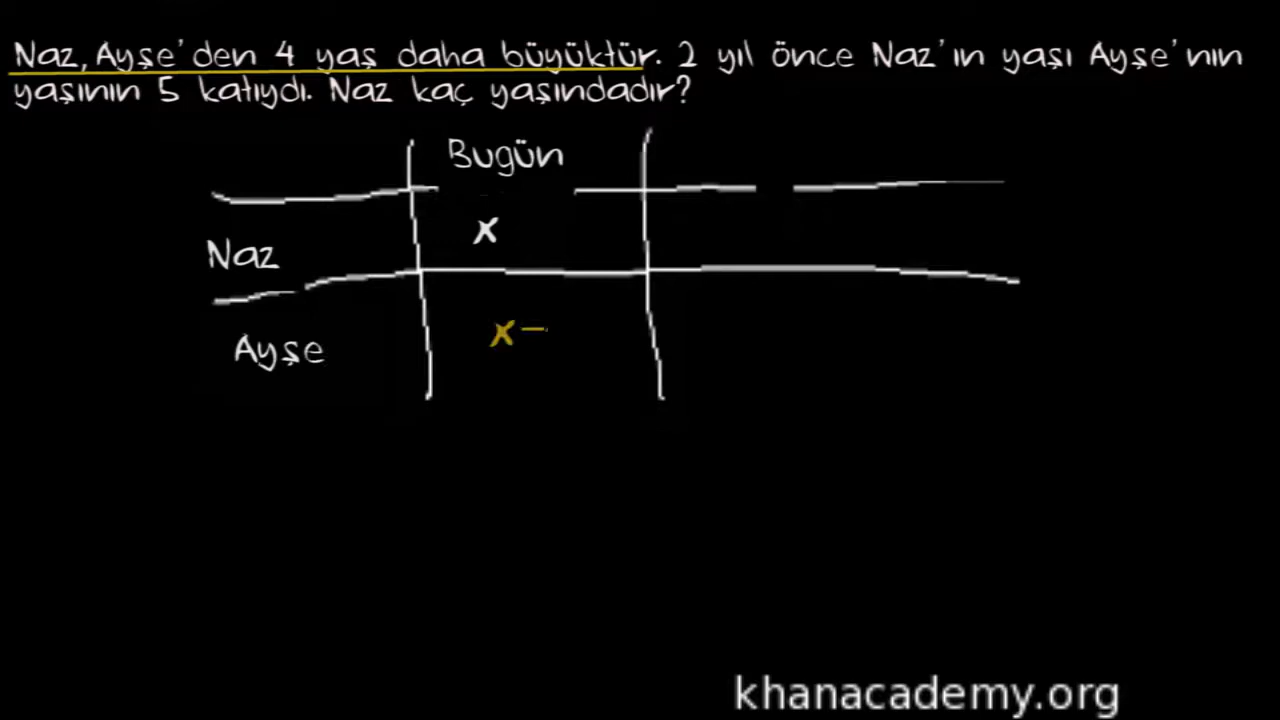 Naz, Ayşe'den 4 yaş daha büyüktür. 2 yıl önce Naz'ın yaşı Ayşe'nın
yaşının 5 katıydı. Naz kaç yaşındadır?
Bugün
Naz x
Ayşe x-
khanacademy.org